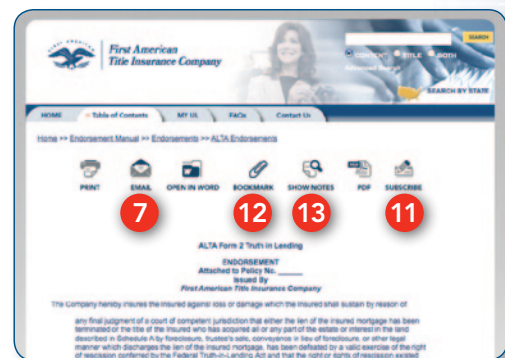 First American
Title Insurance Company
SEARCH
CONTENT TITLE BOTH
Advanced Search
SEARCH BY STATE
HOME Table of Contents MY UL FAQs Contact Us
Home >> Endorsement Manual >> Endorsements >> ALTA Endorsements
PRINT EMAIL OPEN IN WORD BOOKMARK SHOW NOTES PDF SUBSCRIBE
7 12 13 11
ALTA Form 2 Truth in Lending
ENDORSEMENT
Attached to Policy No. ______
Issued By
First American Title Insurance Company
The Company hereby insures the insured against loss or damage which the insured shall sustain by reason of
any final judgment of a court of competent jurisdiction that either the lien of the insured mortgage has been
terminated or the title of the insured who has acquired all or any part of the estate or interest in the land
described in Schedule A by foreclosure, trustee's sale, conveyance in lieu of foreclosure, or other legal
manner which discharges the lien of the insured mortgage, has been defeated by a valid exercise of the right
of rescission conferred by the Federal Truth-in-Lending Act and that the right or rights of rescission existed